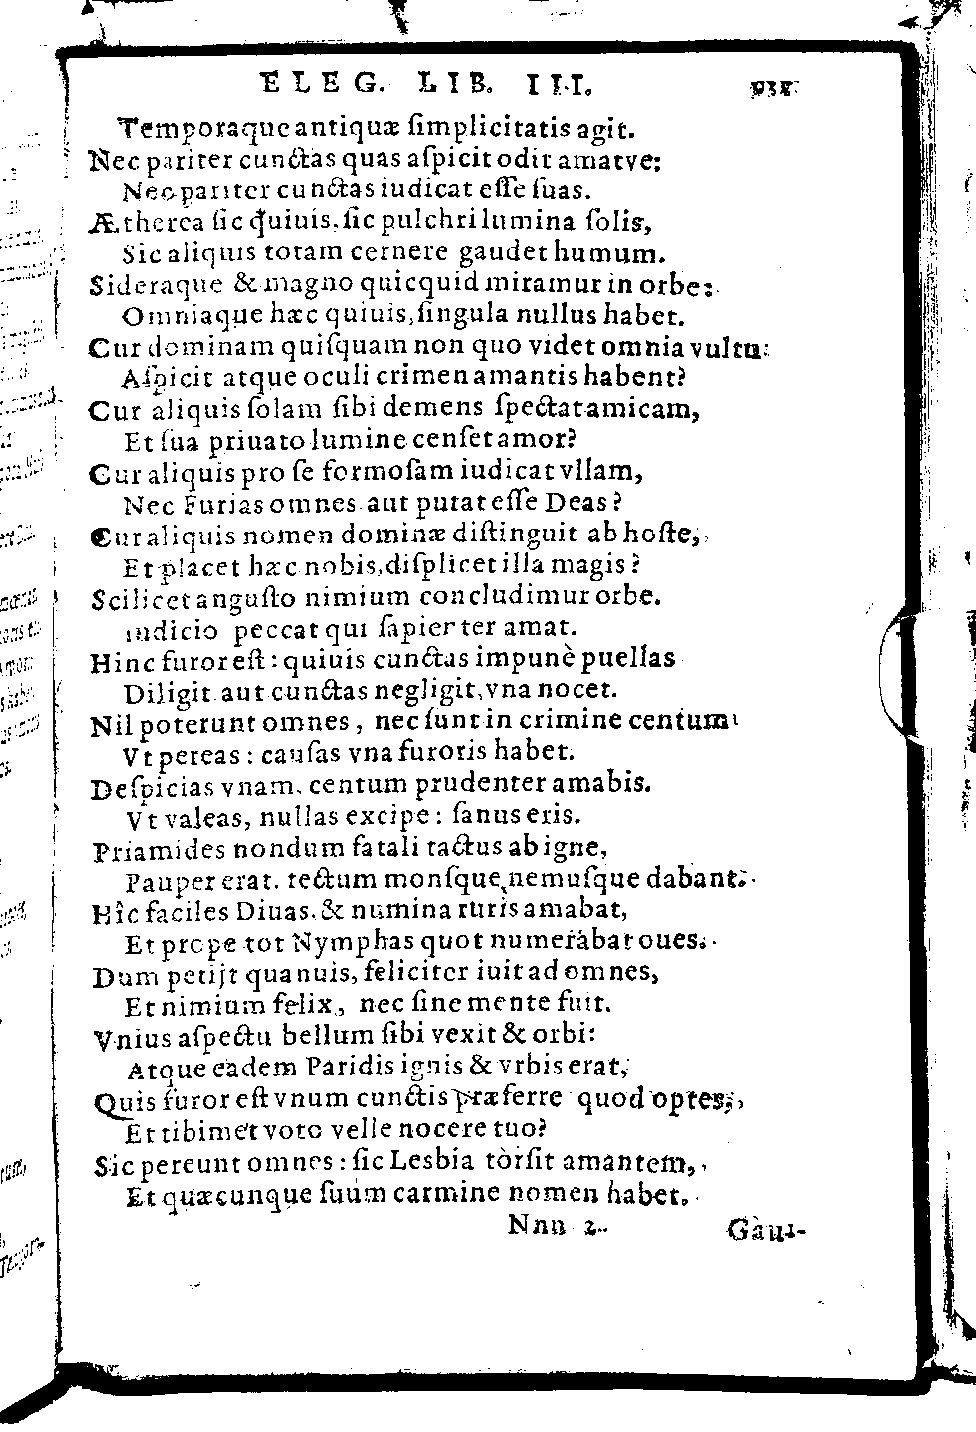 ELEG. LIB. III.
Temporaque antiquæ ſimplicitatis agit.
Nec pariter cunctas quas aſpicit odit amatve:
Nec pariter cunctas iudicat eſſe ſuas.
Ætherea ſic quiuis, ſic pulchri lumina ſolis,
Sic aliquis totam cernere gaudet humum.
Sideraque & magno quicquid miramur in orbe:
Omniaque hæc quiuis, ſingula nullus habet.
Cur dominam quiſquam non quo videt omnia vultu:
Aſpicit atque oculi crimen amantis habent?
Cur aliquis ſolam ſibi demens ſpectat amicam,
Et ſua priuato lumine cenſet amor?
Cur aliquis pro ſe formoſam iudicat vllam,
Nec Furias omnes aut putat eſſe Deas?
Cur aliquis nomen dominæ diſtinguit ab hoſte,
Et placet hæc nobis, diſplicet illa magis?
Scilicet anguſto nimium concludimur orbe.
Iudicio peccat qui ſapienter amat.
Hinc furor eſt: quiuis cunctas impunè puellas
Diligit aut cunctas negligit, vna nocet.
Nil poterunt omnes, nec ſunt in crimine centum
Vt pereas: cauſas vna furoris habet.
Deſpicias vnam, centum prudenter amabis.
Vt valeas, nullas excipe: ſanus eris.
Priamides nondum fatali tactus ab igne,
Pauper erat. tectum monſque, nemuſque dabant.
Hîc faciles Diuas, & numina ruris amabat,
Et prope tot Nymphas quot numerabat oues.
Dum petijt quanuis, feliciter iuit ad omnes,
Et nimium felix, nec ſine mente fuit.
Vnius aſpectu bellum ſibi vexit & orbi:
Atque eadem Paridis ignis & vrbis erat,
Quis furor eſt vnum cunctis præferre quod optes,
Et tibimet voto velle nocere tuo?
Sic pereunt omnes: ſic Lesbia torſit amantem,
Et quæcunque ſuum carmine nomen habet.
Nnn 2 Gaui-